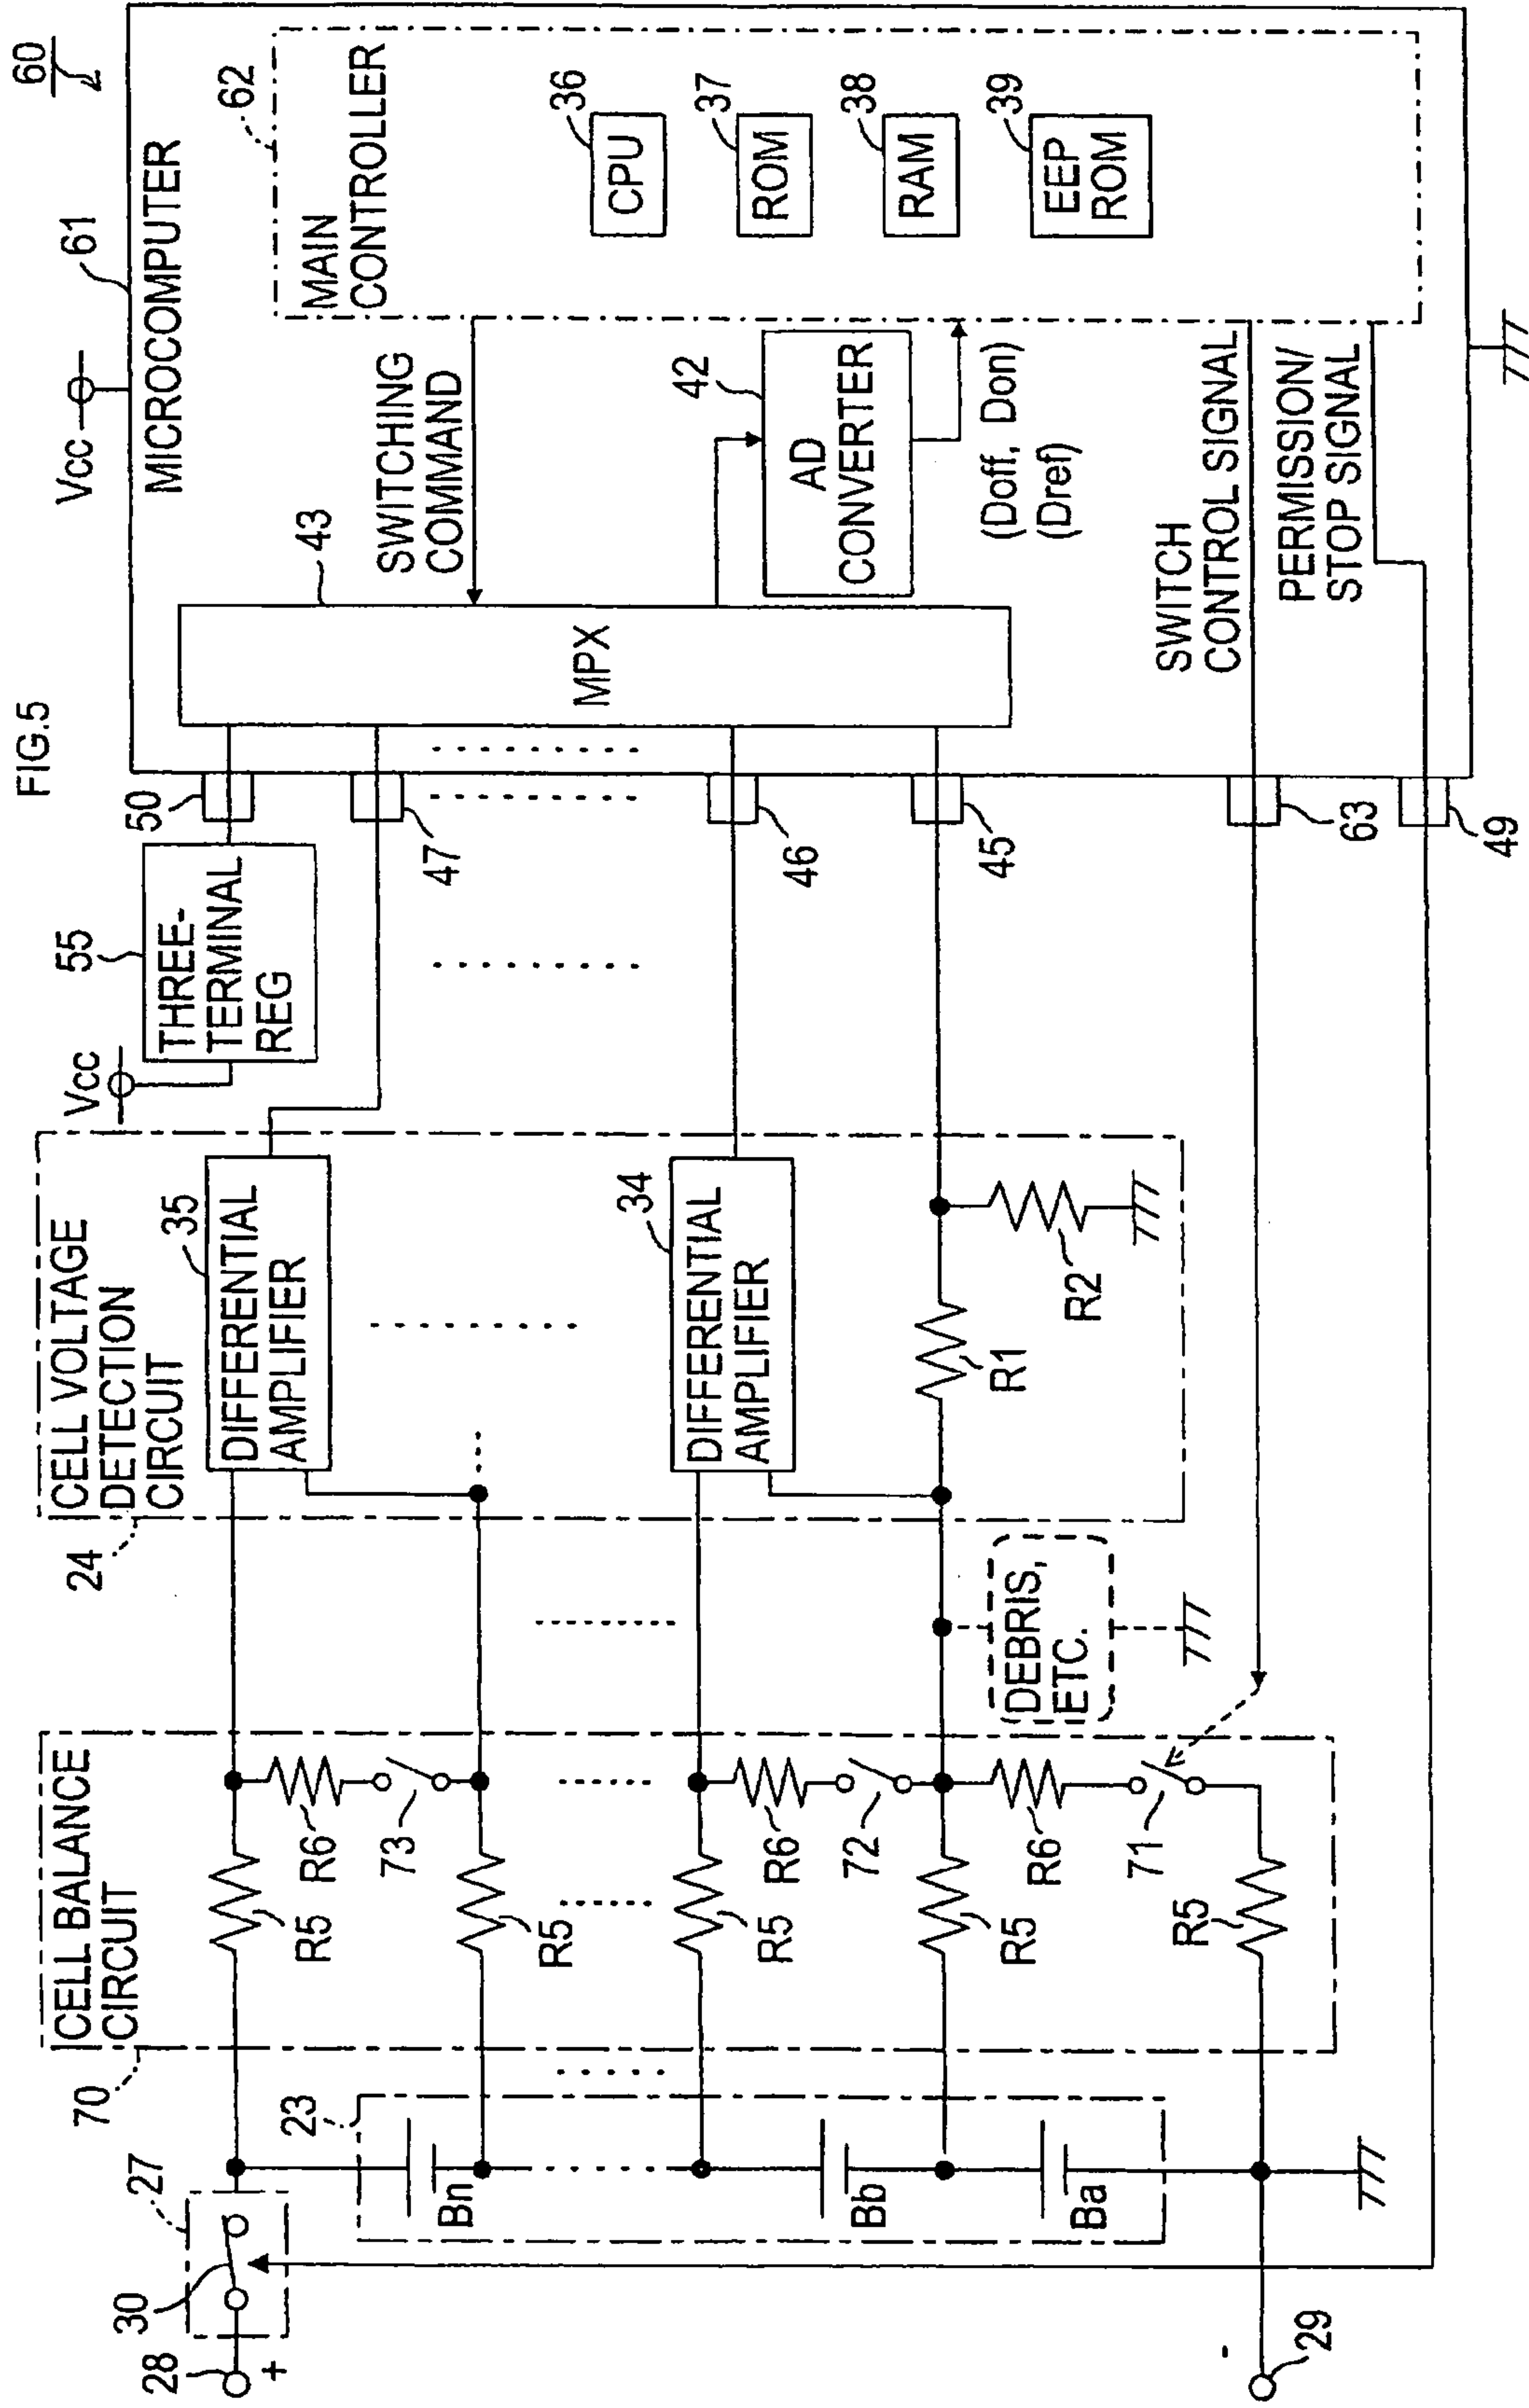 FIG.5
60
28
+
30
27
70
CELL BALANCE
CIRCUIT
24
CELL VOLTAGE
DETECTION
CIRCUIT
Vcc
55
THREE-
TERMINAL
REG
50
Vcc
61
MICROCOMPUTER
62
MAIN
CONTROLLER
43
MPX
SWITCHING
COMMAND
36
CPU
37
ROM
38
RAM
39
EEP
ROM
42
AD
CONVERTER
(Doff, Don)
(Dref)
SWITCH
CONTROL SIGNAL
PERMISSION/
STOP SIGNAL
47
46
45
63
49
35
DIFFERENTIAL
AMPLIFIER
34
DIFFERENTIAL
AMPLIFIER
R1
R2
DEBRIS,
ETC.
R5
R6
73
R5
R5
R6
72
R5
R6
71
R5
23
Bn
Bb
Ba
-
29